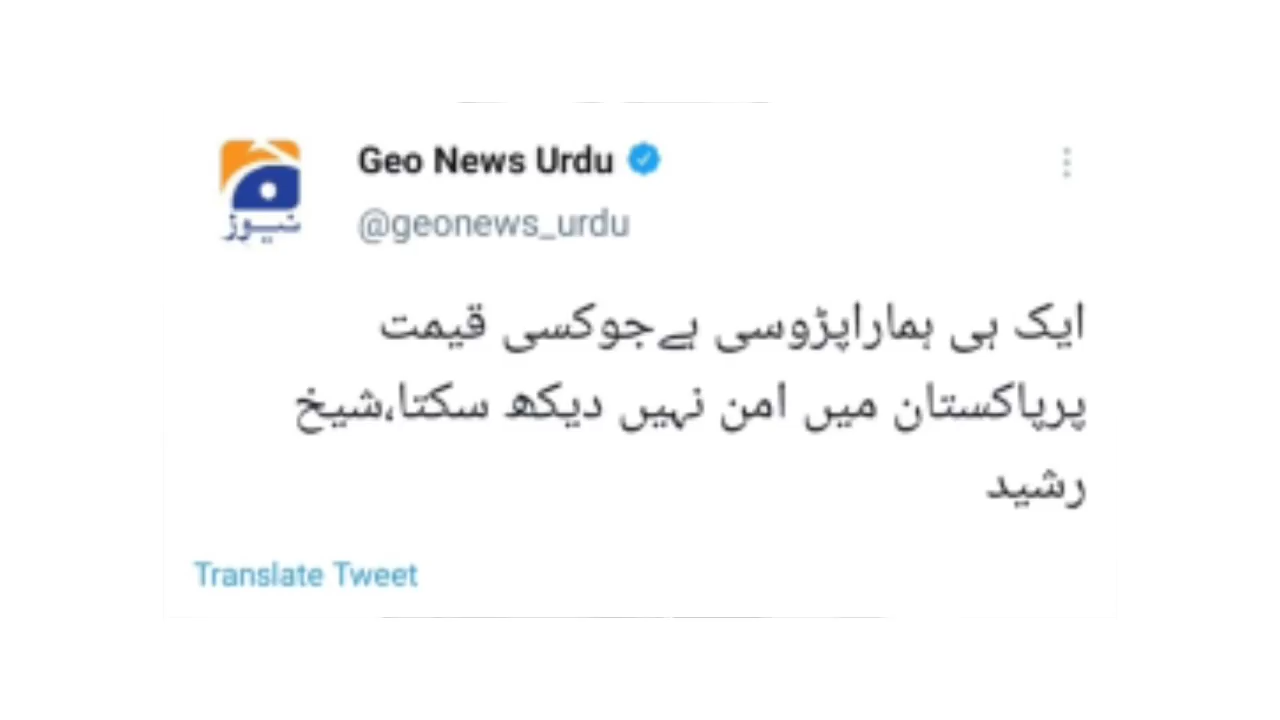 Geo News Urdu
@geonews_urdu
نیوز
ایک ہی ہماراپڑوسی ہےجوکسی قیمت
پرپاکستان میں امن نہیں دیکھ سکتا،شیخ
رشید
Translate Tweet